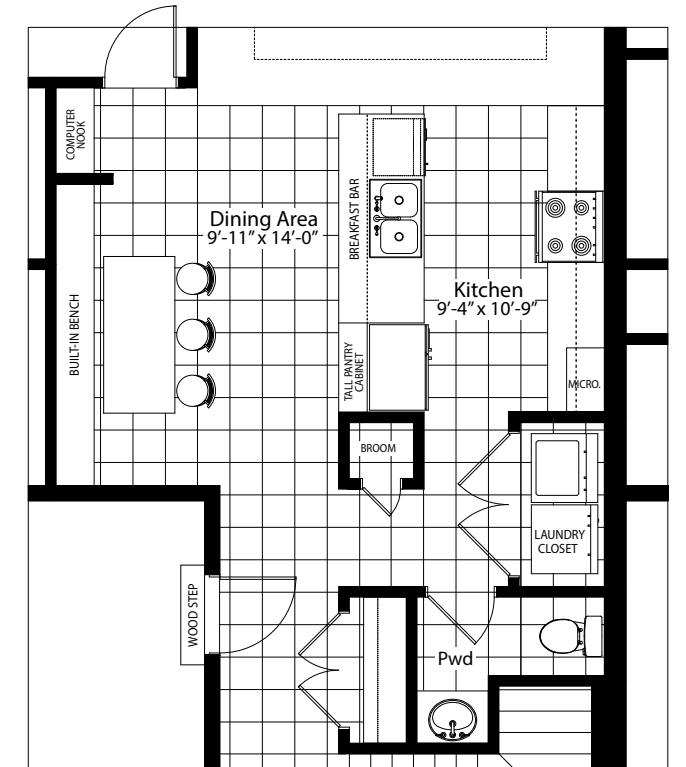 COMPUTER
NOOK
Dining Area
9'-11" x 14'-0"
BREAKFAST BAR
Kitchen
9'-4" x 10'-9"
BUILT-IN BENCH
TALL PANTRY
CABINET
MICRO.
BROOM
LAUNDRY
CLOSET
WOOD STEP
Pwd